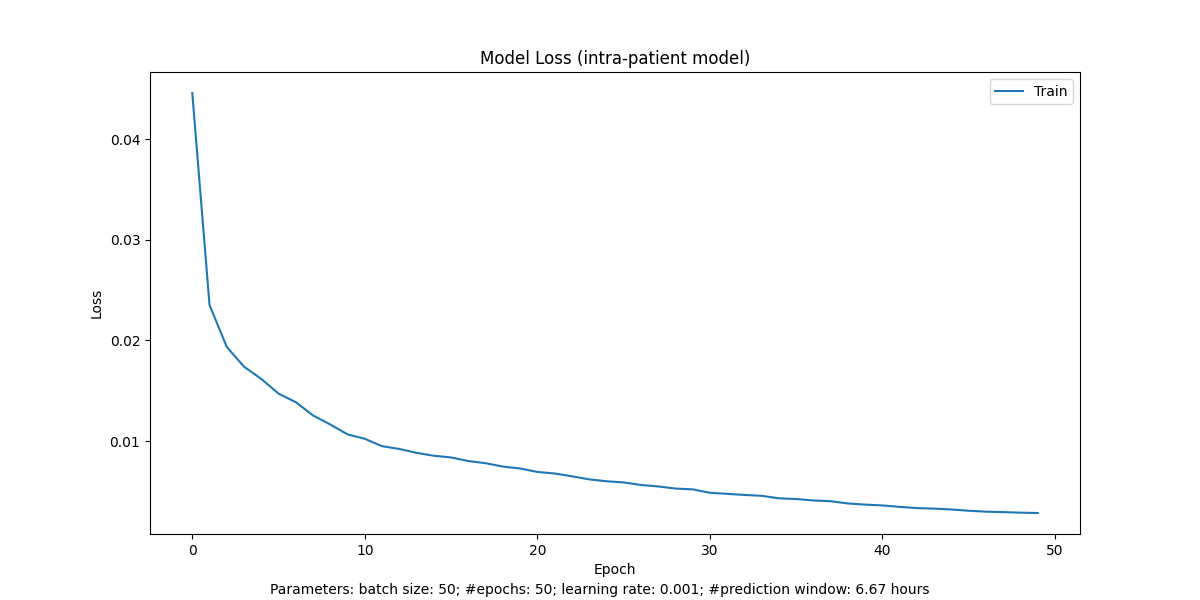 Model Loss (intra-patient model)
Train
Loss
0.04
0.03
0.02
0.01
0 10 20 30 40 50
Epoch
Parameters: batch size: 50; #epochs: 50; learning rate: 0.001; #prediction window: 6.67 hours